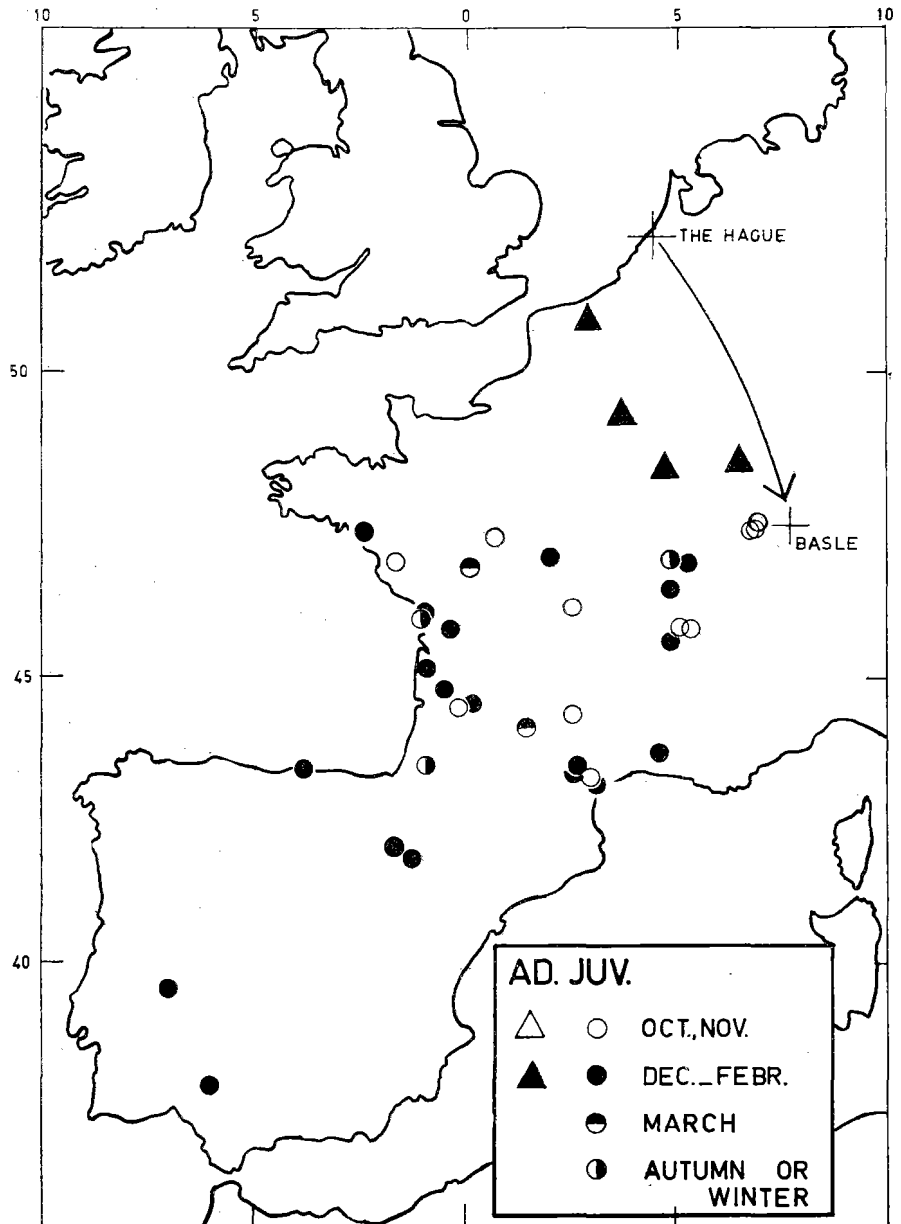 10 5 0 5 10
THE HAGUE
50
BASLE
45
40
AD. JUV.
OCT., NOV.
DEC._FEBR.
MARCH
AUTUMN OR
WINTER